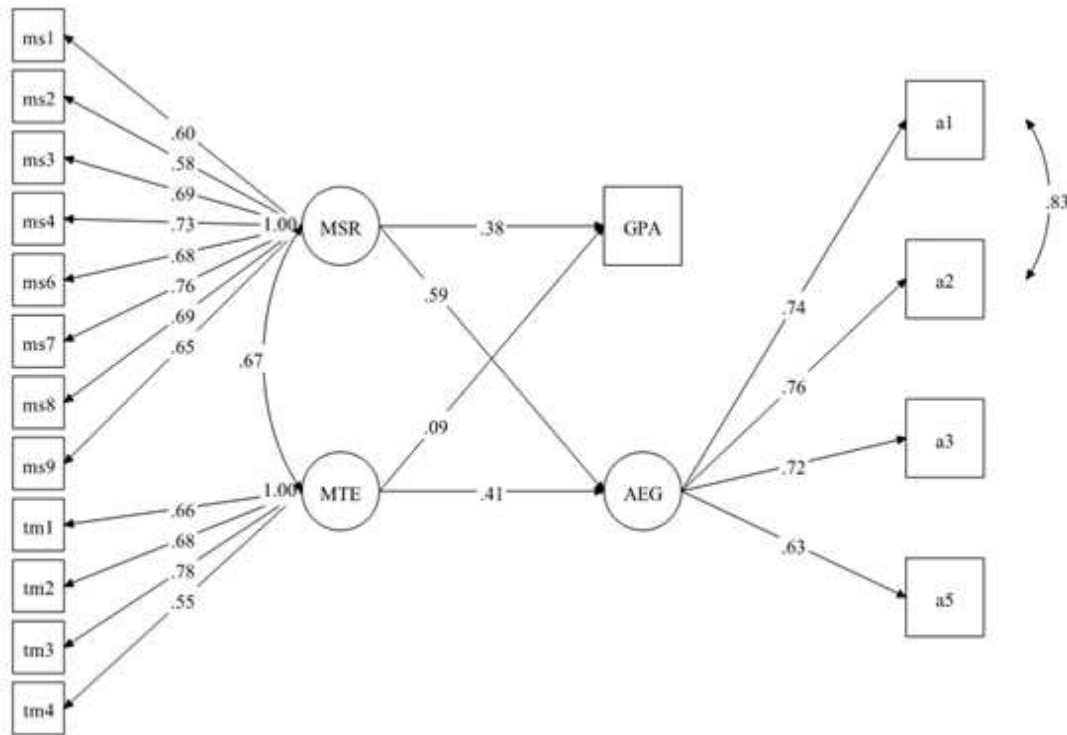 ms1
ms2
ms3
ms4
ms6
ms7
ms8
ms9
tm1
tm2
tm3
tm4
.60
.58
.69
.73
.68
.76
.69
.65
1.00
MSR
.67
1.00
MTE
.66
.68
.78
.55
.38
.59
.09
.41
GPA
AEG
.74
.76
.72
.63
a1
a2
a3
a5
.83